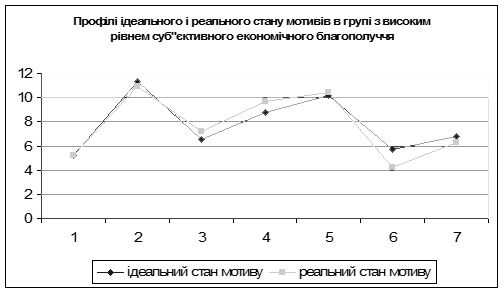 Профілі ідеального і реального стану мотивів в групі з високим
рівнем суб"єктивного економічного благополуччя
12
10
8
6
4
2
0
1 2 3 4 5 6 7
ідеальний стан мотиву реальний стан мотиву